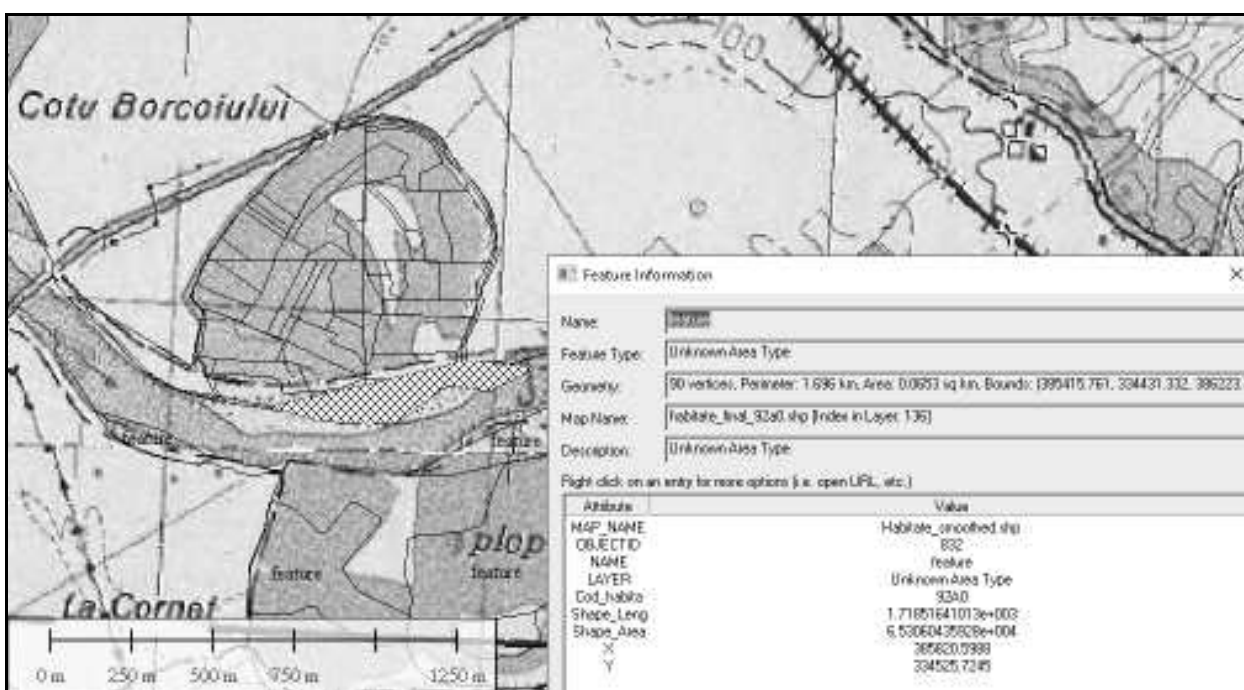 Cotu Borcoiului
100
Feature Information
Name:
feature
Feature Type:
Unknown Area Type
Geometry:
90 vertices, Perimeter: 1.696 km, Area: 0.0653 sq km, Bounds: (385415.761, 334431.332, 386223.
Map Name:
habitate_final_92a0.shp [Index in Layer: 136]
Description:
Unknown Area Type
Right click on an entry for more options (i.e. open URL, etc.)
Attribute Value
MAP_NAME Habitate_smoothed.shp
OBJECTID 832
NAME feature
LAYER Unknown Area Type
Cod_habita 92A0
Shape_Leng 1.71851641013e+003
Shape_Area 6.53060435928e+004
X 385820.5988
Y 334525.7245
feature
feature
plop
feature
feature
La Cornet
0 m 250 m 500 m 750 m 1250 m